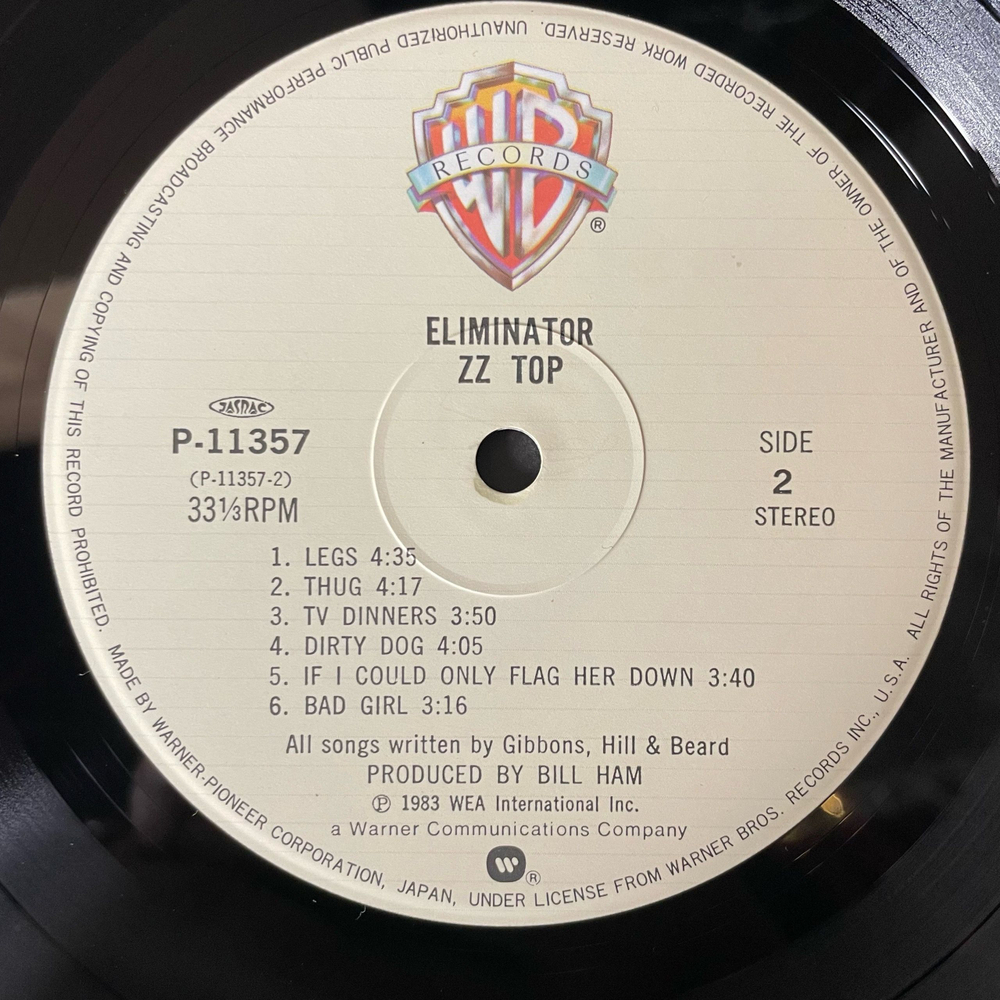 WB
RECORDS
®
ELIMINATOR
ZZ TOP
JASRAC
P-11357
(P-11357-2)
33⅓RPM
SIDE
2
STEREO
1. LEGS 4:35
2. THUG 4:17
3. TV DINNERS 3:50
4. DIRTY DOG 4:05
5. IF I COULD ONLY FLAG HER DOWN 3:40
6. BAD GIRL 3:16
All songs written by Gibbons, Hill & Beard
PRODUCED BY BILL HAM
℗ 1983 WEA International Inc.
a Warner Communications Company
®
MADE BY WARNER-PIONEER CORPORATION, JAPAN, UNDER LICENSE FROM WARNER BROS. RECORDS INC., U.S.A. ALL RIGHTS OF THE MANUFACTURER AND OF THE OWNER OF THE RECORDED WORK RESERVED. UNAUTHORIZED PUBLIC PERFORMANCE BROADCASTING AND COPYING OF THIS RECORD PROHIBITED.